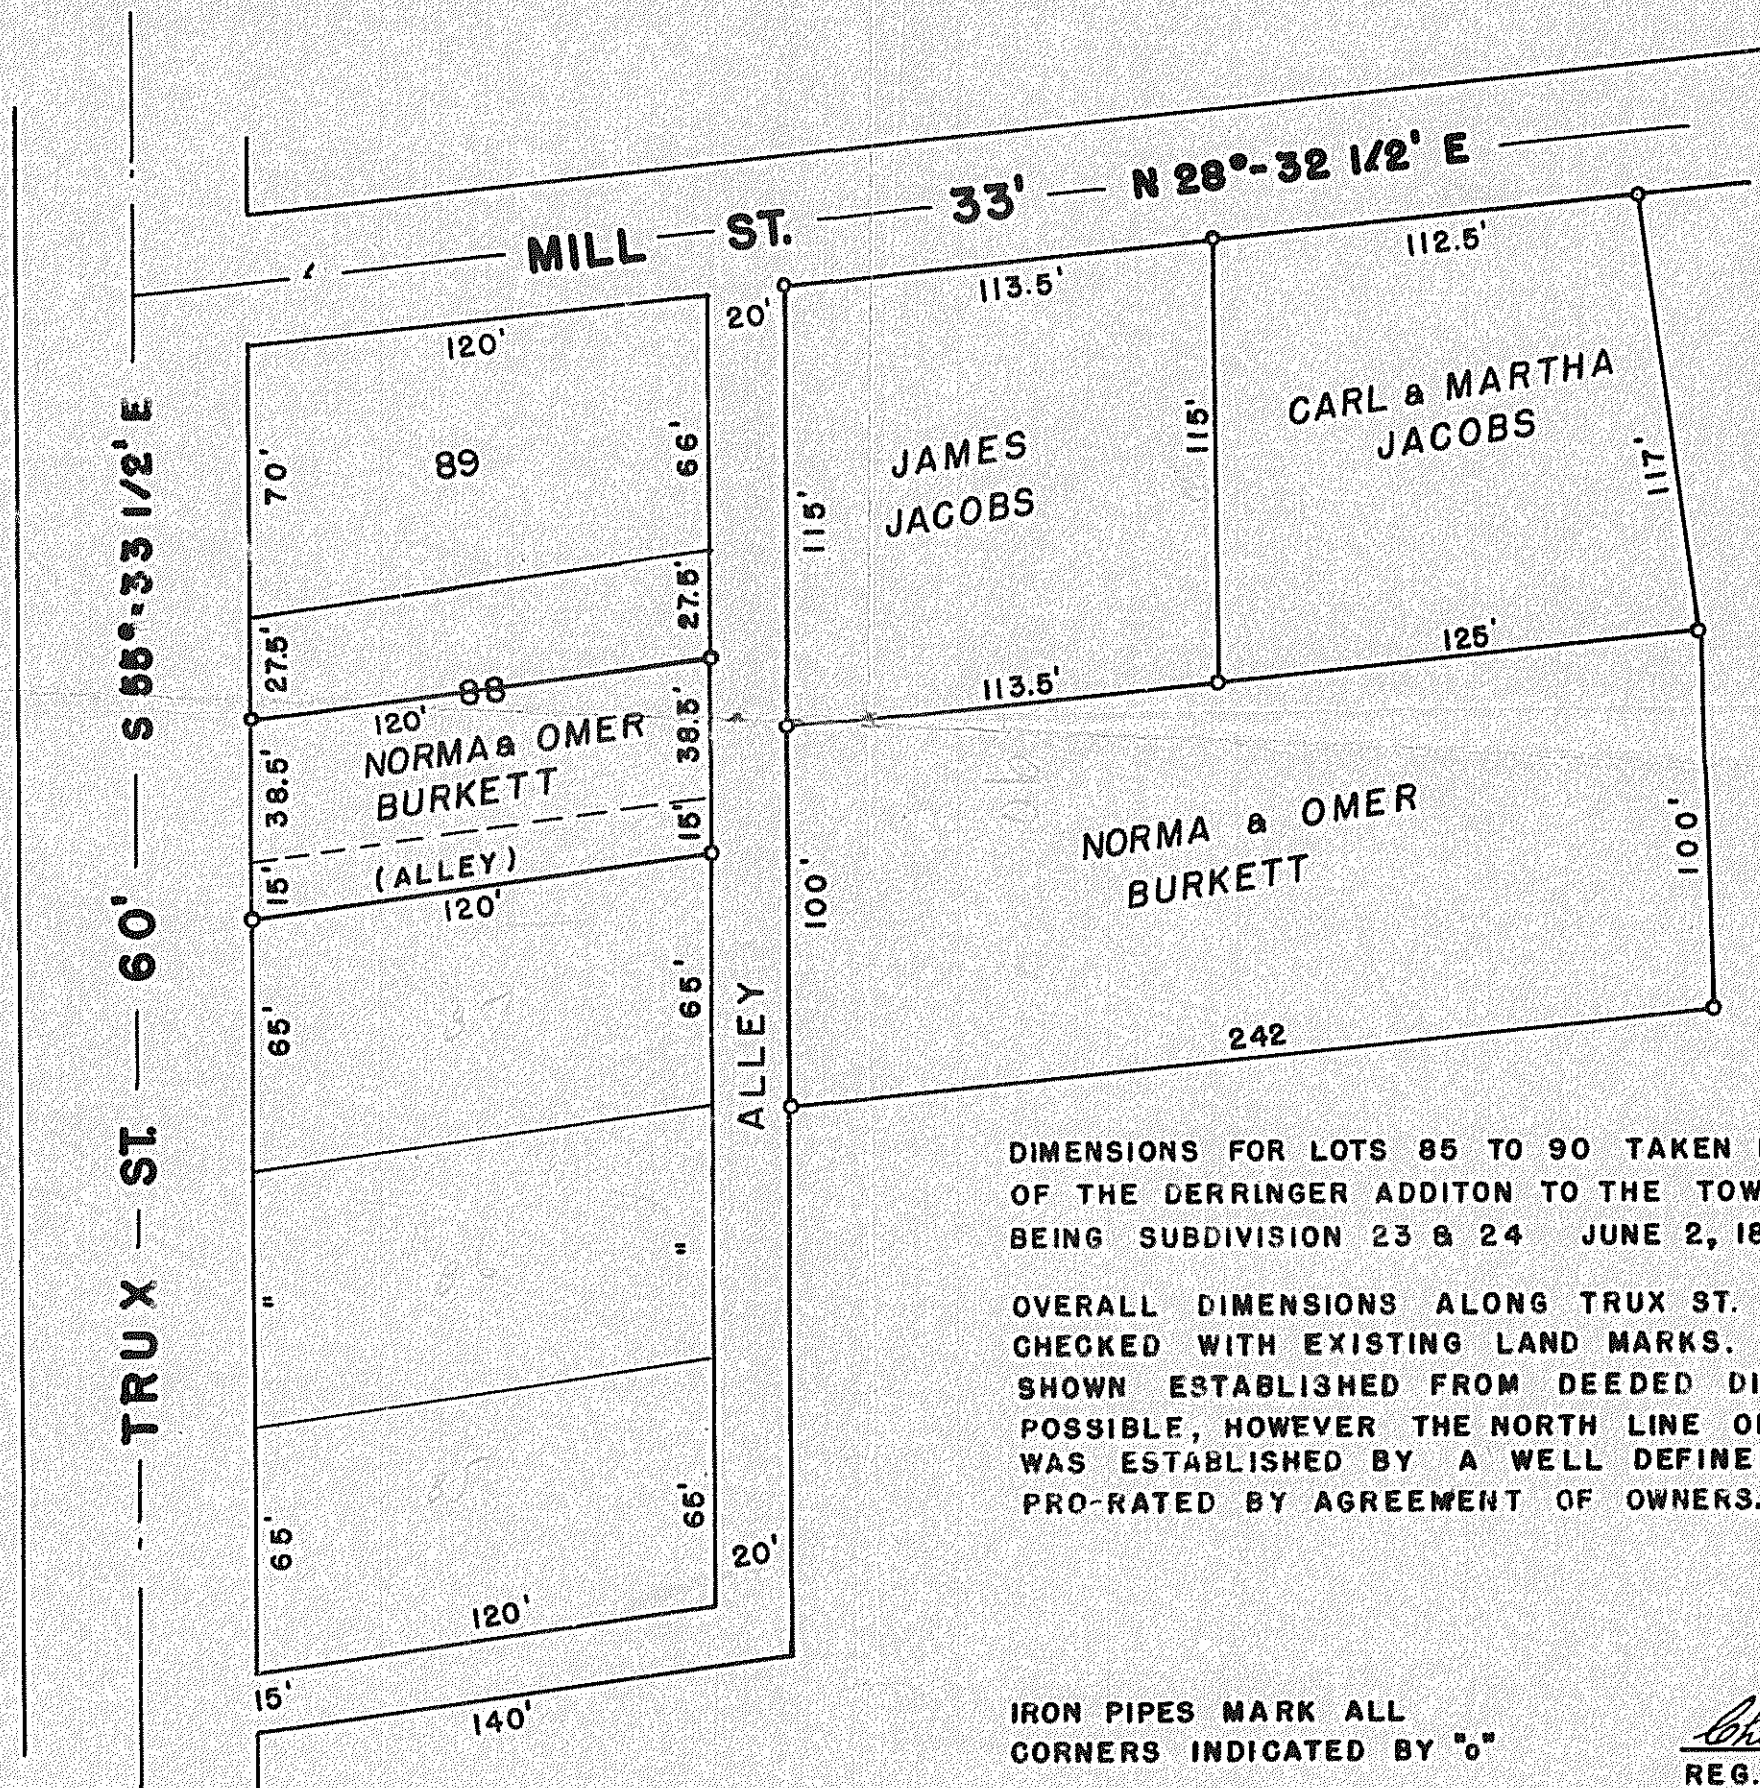 MILL ST. 33' N 28°-32 1/2' E
TRUX ST. 60' S 55°-33 1/2' E
120'
20'
113.5'
112.5'
70'
89
66'
115'
JAMES
JACOBS
115'
CARL & MARTHA
JACOBS
117'
27.5'
27.5'
113.5'
125'
88
120'
NORMA & OMER
BURKETT
38.5'
38.5'
(ALLEY)
15'
15'
120'
NORMA & OMER
BURKETT
100'
100'
242
65'
65'
ALLEY
"
"
65'
65'
20'
120'
15'
140'
DIMENSIONS FOR LOTS 85 TO 90 TAKEN
OF THE DERRINGER ADDITON TO THE
BEING SUBDIVISION 23 & 24 JUNE 2, 18
OVERALL DIMENSIONS ALONG TRUX ST.
CHECKED WITH EXISTING LAND MARKS.
SHOWN ESTABLISHED FROM DEEDED
POSSIBLE, HOWEVER THE NORTH LINE
WAS ESTABLISHED BY A WELL DEFINE
PRO-RATED BY AGREEMENT OF OWNERS.
IRON PIPES MARK ALL
CORNERS INDICATED BY "o"
REG.